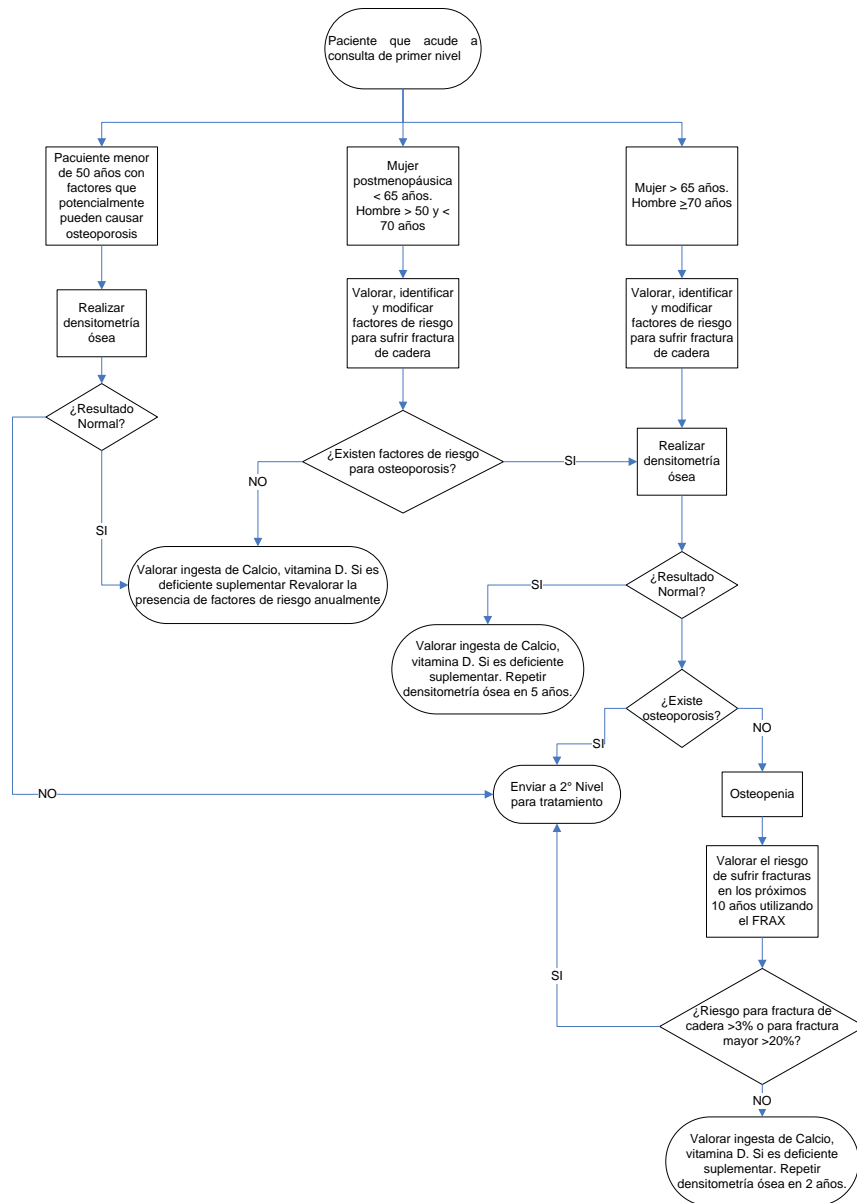 Paciente que acude a
consulta de primer nivel
Pacuiente menor
de 50 años con
factores que
potencialmente
pueden causar
osteoporosis
Mujer
postmenopáusica
< 65 años.
Hombre > 50 y <
70 años
Mujer > 65 años.
Hombre ≥70 años
Realizar
densitometría
ósea
Valorar, identificar
y modificar
factores de riesgo
para sufrir fractura
de cadera
Valorar, identificar
y modificar
factores de riesgo
para sufrir fractura
de cadera
¿Resultado
Normal?
¿Existen factores de riesgo
para osteoporosis?
SI
Realizar
densitometría
ósea
NO
SI
Valorar ingesta de Calcio, vitamina D. Si es
deficiente suplementar Revalorar la
presencia de factores de riesgo anualmente
¿Resultado
Normal?
SI
Valorar ingesta de Calcio,
vitamina D. Si es deficiente
suplementar. Repetir
densitometría ósea en 5 años.
¿Existe
osteoporosis?
SI
NO
NO
Enviar a 2° Nivel
para tratamiento
Osteopenia
Valorar el riesgo
de sufrir fracturas
en los próximos
10 años utilizando
el FRAX
SI
¿Riesgo para fractura de
cadera >3% o para fractura
mayor >20%?
NO
Valorar ingesta de Calcio,
vitamina D. Si es deficiente
suplementar. Repetir
densitometría ósea en 2 años.